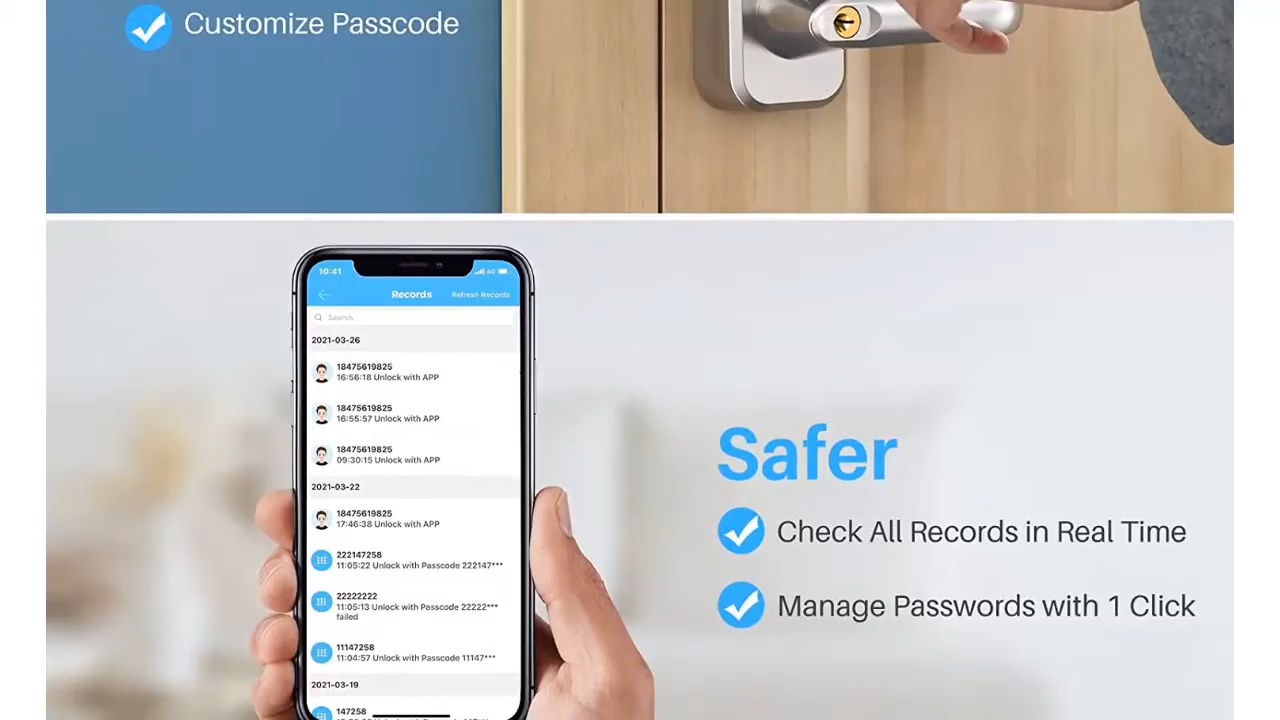 Customize Passcode
10:41
4G
Records
Refresh Records
Search
2021-03-26
18475619825
16:56:18 Unlock with APP
18475619825
16:55:57 Unlock with APP
18475619825
09:30:15 Unlock with APP
2021-03-22
18475619825
17:46:38 Unlock with APP
222147258
11:05:22 Unlock with Passcode 222147***
22222222
11:05:13 Unlock with Passcode 22222***
failed
11147258
11:04:57 Unlock with Passcode 11147***
2021-03-19
147258
Safer
Check All Records in Real Time
Manage Passwords with 1 Click